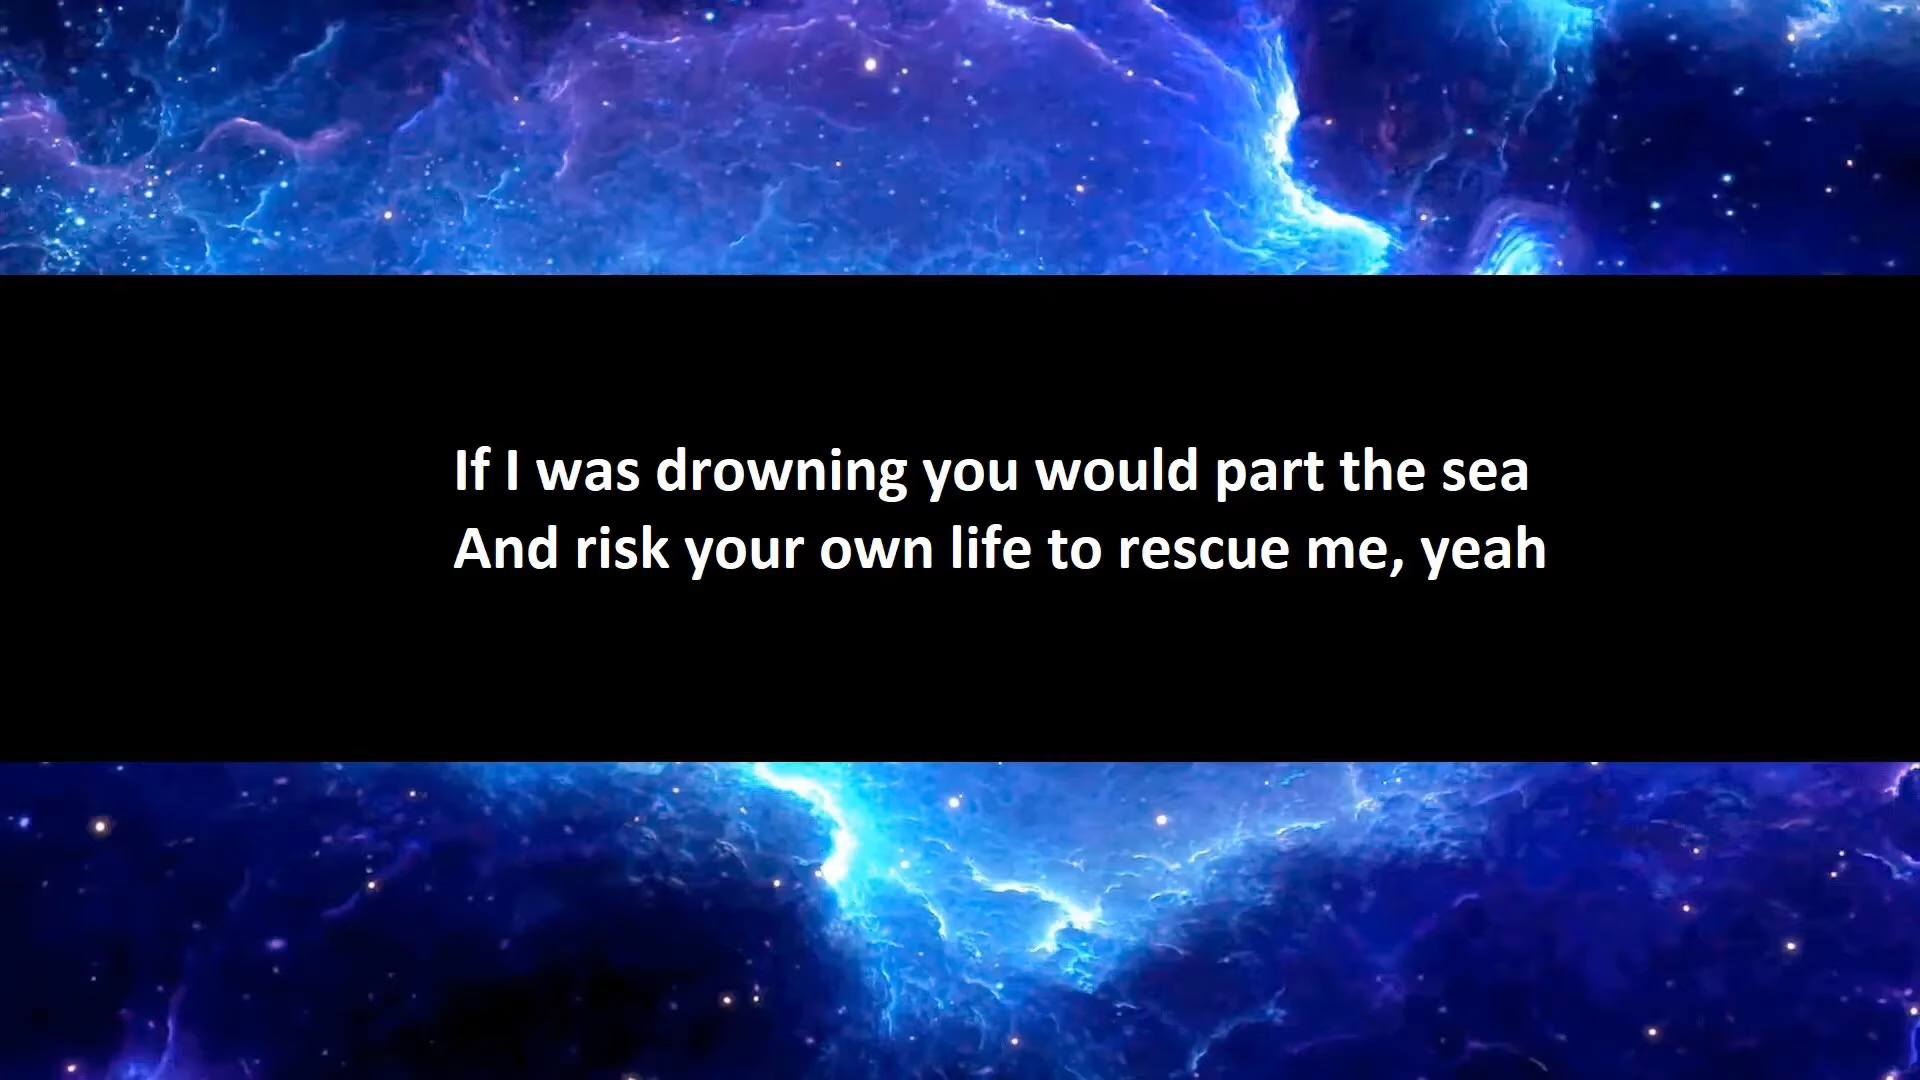 If I was drowning you would part the sea
And risk your own life to rescue me, yeah